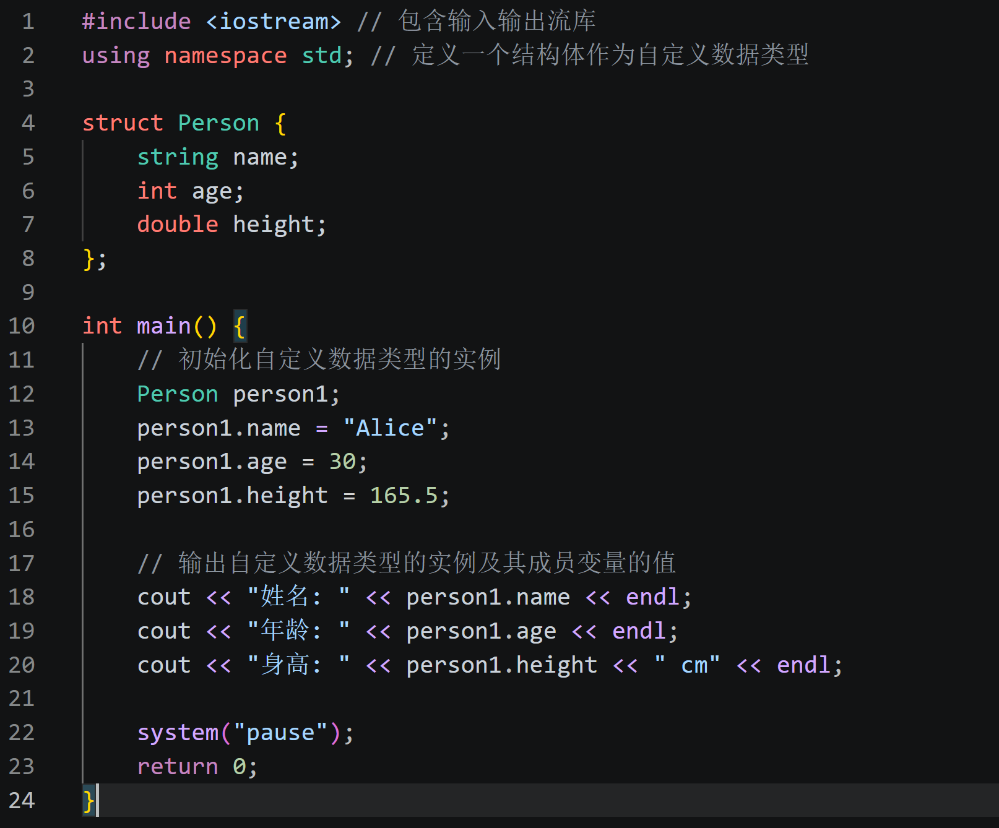 1 #include <iostream> // 包含输入输出流库
2 using namespace std; // 定义一个结构体作为自定义数据类型
3
4 struct Person {
5     string name;
6     int age;
7     double height;
8 };
9
10 int main() {
11     // 初始化自定义数据类型的实例
12     Person person1;
13     person1.name = "Alice";
14     person1.age = 30;
15     person1.height = 165.5;
16
17     // 输出自定义数据类型的实例及其成员变量的值
18     cout << "姓名: " << person1.name << endl;
19     cout << "年龄: " << person1.age << endl;
20     cout << "身高: " << person1.height << " cm" << endl;
21
22     system("pause");
23     return 0;
24 }